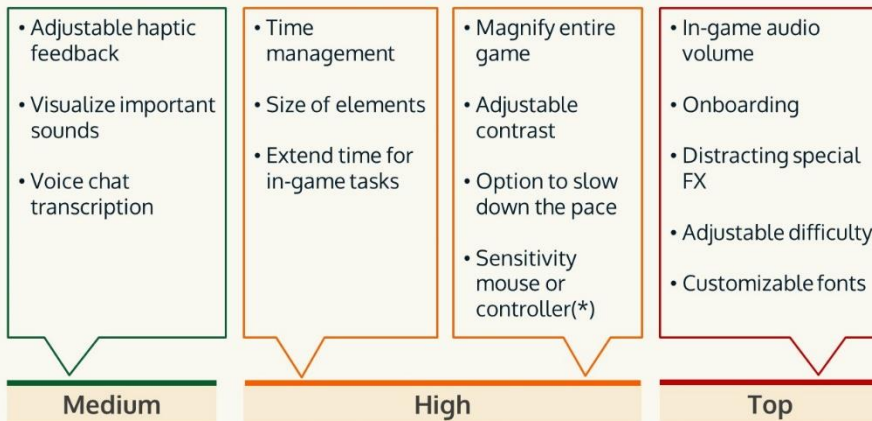 • Adjustable haptic
feedback
• Visualize important
sounds
• Voice chat
transcription
• Time
management
• Size of elements
• Extend time for
in-game tasks
• Magnify entire
game
• Adjustable
contrast
• Option to slow
down the pace
• Sensitivity
mouse or
controller(*)
• In-game audio
volume
• Onboarding
• Distracting special
FX
• Adjustable difficulty
• Customizable fonts
Medium
High
Top